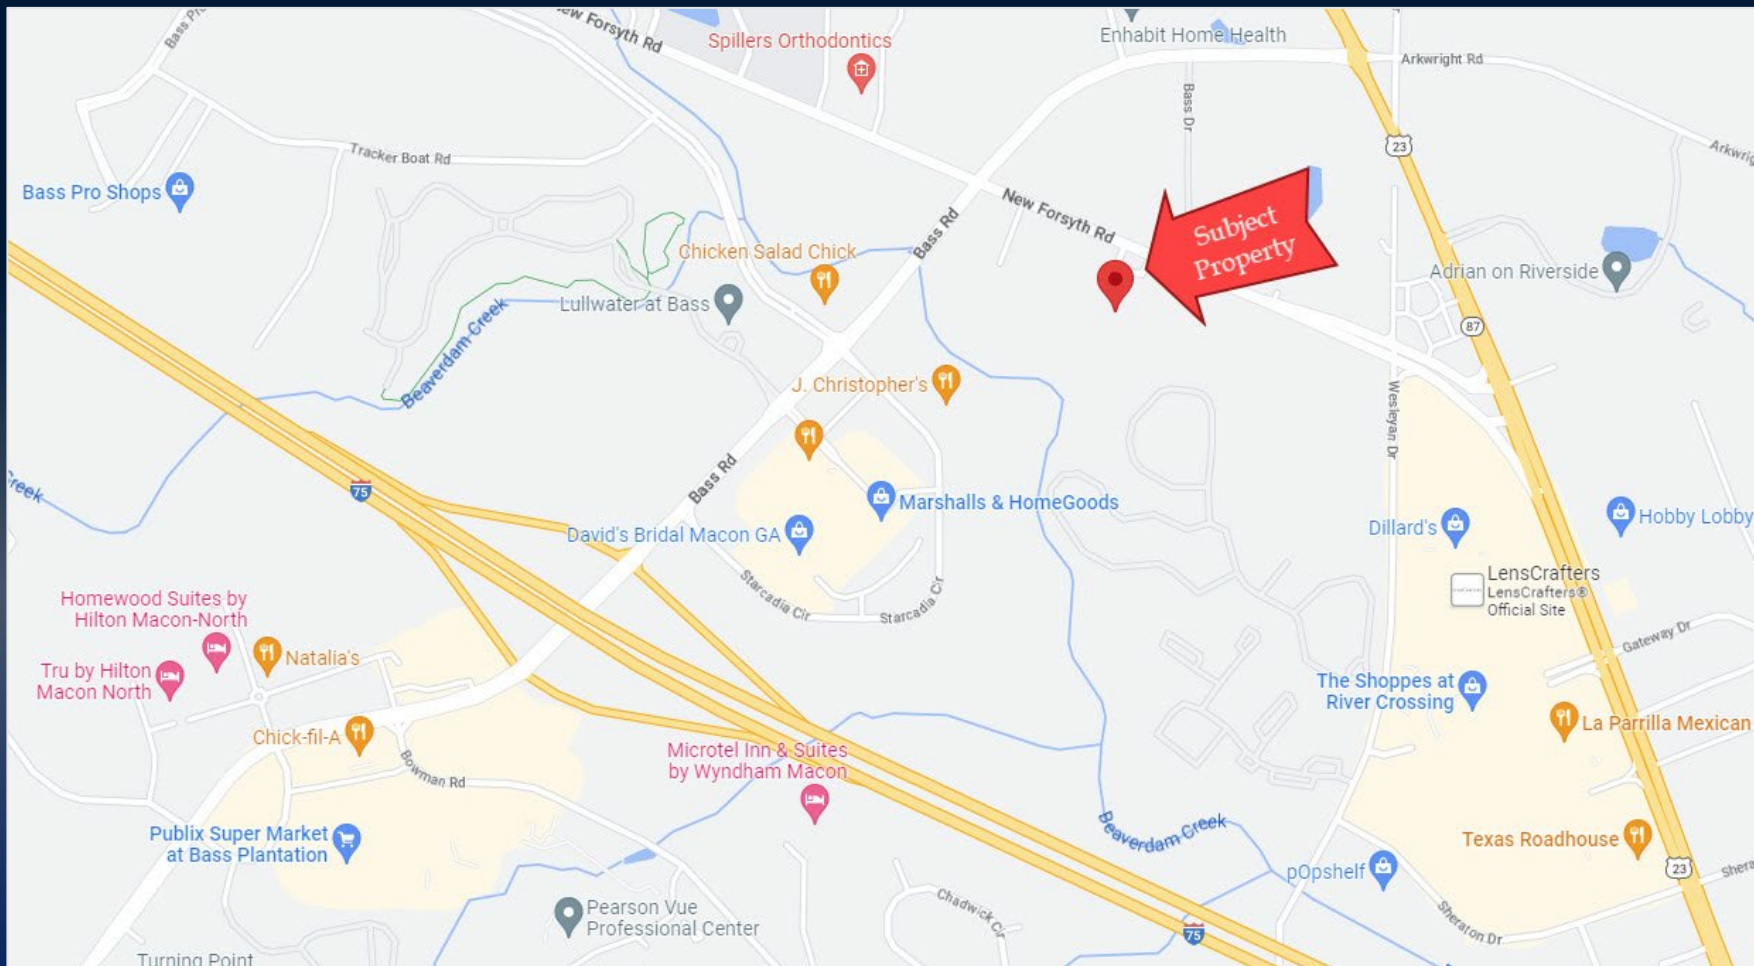 Bass Pro
New Forsyth Rd
Spillers Orthodontics
Enhabit Home Health
Arkwright Rd
Bass Dr
23
Tracker Boat Rd
Bass Pro Shops
New Forsyth Rd
Bass Rd
Subject
Property
Chicken Salad Chick
Lullwater at Bass
Adrian on Riverside
87
Beaverdam Creek
J. Christopher's
Wesleyan Dr
Bass Rd
75
Creek
Marshalls & HomeGoods
David's Bridal Macon GA
Dillard's
Hobby Lobby
LensCrafters
LensCrafters®
Official Site
Starcadia Cir
Starcadia Cir
Homewood Suites by
Hilton Macon-North
Natalia's
Tru by Hilton
Macon North
Gateway Dr
The Shoppes at
River Crossing
La Parrilla Mexican
Chick-fil-A
Bowman Rd
Microtel Inn & Suites
by Wyndham Macon
Publix Super Market
at Bass Plantation
Beaverdam Creek
Texas Roadhouse
pOpshelf
23
Shera
Pearson Vue
Professional Center
Chadwick Cir
75
Sheraton Dr
Turning Point